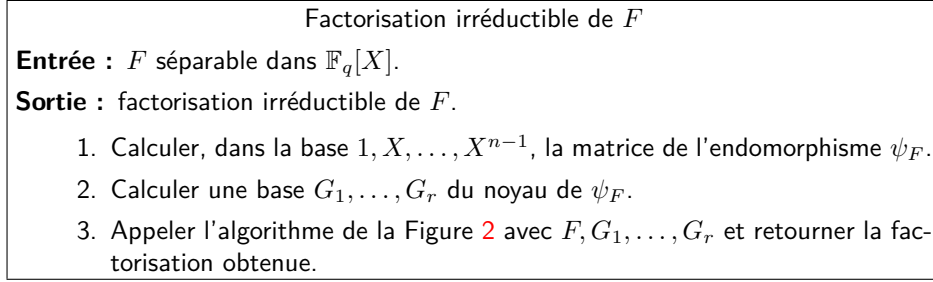 Factorisation irréductible de F
Entrée : F séparable dans 𝔽_q[X].
Sortie : factorisation irréductible de F.
1. Calculer, dans la base 1, X, . . . , X^{n−1}, la matrice de l'endomorphisme ψ_F.
2. Calculer une base G_1, . . . , G_r du noyau de ψ_F.
3. Appeler l'algorithme de la Figure 2 avec F, G_1, . . . , G_r et retourner la fac-
torisation obtenue.